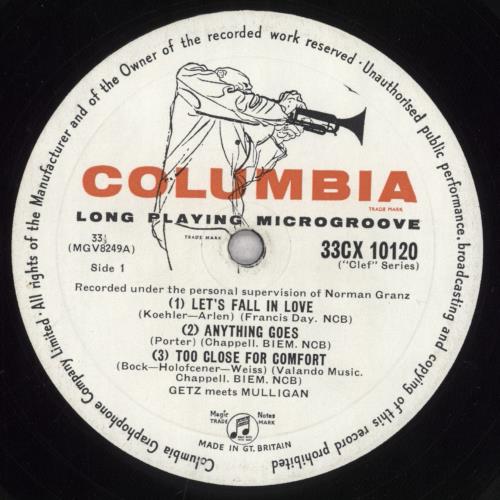 All rights of the Manufacturer and of the Owner of the recorded work reserved · Unauthorised public performance, broadcasting and copying of this record prohibited
COLUMBIA
TRADE MARK
LONG PLAYING MICROGROOVE
TRADE MARK
33⅓
(MGV8249A)
Side 1
33CX 10120
("Clef" Series)
Recorded under the personal supervision of Norman Granz
(1) LET'S FALL IN LOVE
(Koehler—Arlen) (Francis Day. NCB)
(2) ANYTHING GOES
(Porter) (Chappell. BIEM. NCB)
(3) TOO CLOSE FOR COMFORT
(Bock—Holofcener—Weiss) (Valando Music.
Chappell. BIEM. NCB)
GETZ meets MULLIGAN
Magic Notes
TRADE MARK
MADE IN GT. BRITAIN
Columbia Graphophone Company Limited ·